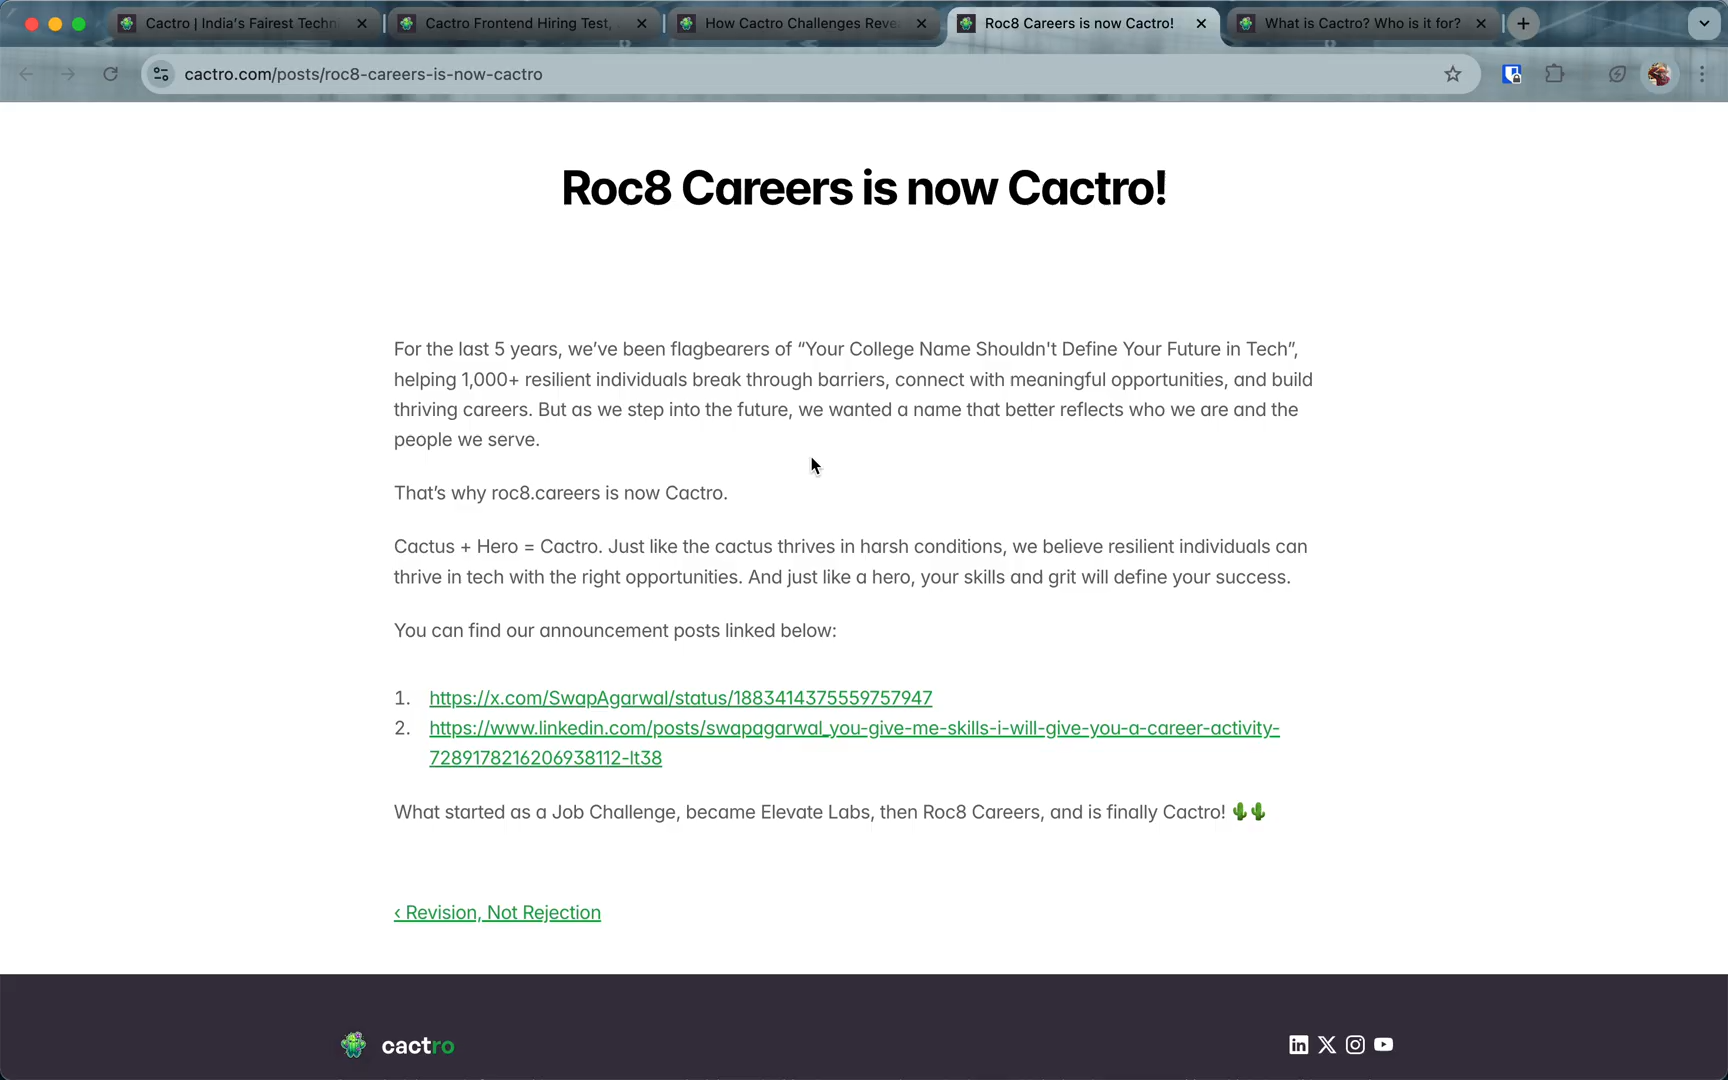 Cactro | India's Fairest Techni
Cactro Frontend Hiring Test,
How Cactro Challenges Reve
Roc8 Careers is now Cactro!
What is Cactro? Who is it for?
cactro.com/posts/roc8-careers-is-now-cactro
Roc8 Careers is now Cactro!
For the last 5 years, we’ve been flagbearers of “Your College Name Shouldn't Define Your Future in Tech”,
helping 1,000+ resilient individuals break through barriers, connect with meaningful opportunities, and build
thriving careers. But as we step into the future, we wanted a name that better reflects who we are and the
people we serve.
That’s why roc8.careers is now Cactro.
Cactus + Hero = Cactro. Just like the cactus thrives in harsh conditions, we believe resilient individuals can
thrive in tech with the right opportunities. And just like a hero, your skills and grit will define your success.
You can find our announcement posts linked below:
1. https://x.com/SwapAgarwal/status/1883414375559757947
2. https://www.linkedin.com/posts/swapagarwal_you-give-me-skills-i-will-give-you-a-career-activity-
7289178216206938112-lt38
What started as a Job Challenge, became Elevate Labs, then Roc8 Careers, and is finally Cactro! 🌵🌵
‹ Revision, Not Rejection
cactro